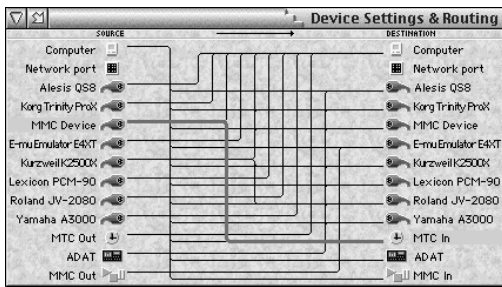 Device Settings & Routing
SOURCE DESTINATION
Computer Computer
Network port Network port
Alesis QS8 Alesis QS8
Korg Trinity ProX Korg Trinity ProX
MMC Device MMC Device
E-mu Emulator E4XT E-mu Emulator E4XT
Kurzweil K2500X Kurzweil K2500X
Lexicon PCM-90 Lexicon PCM-90
Roland JV-2080 Roland JV-2080
Yamaha A3000 Yamaha A3000
MTC Out MTC In
ADAT ADAT
MMC Out MMC In